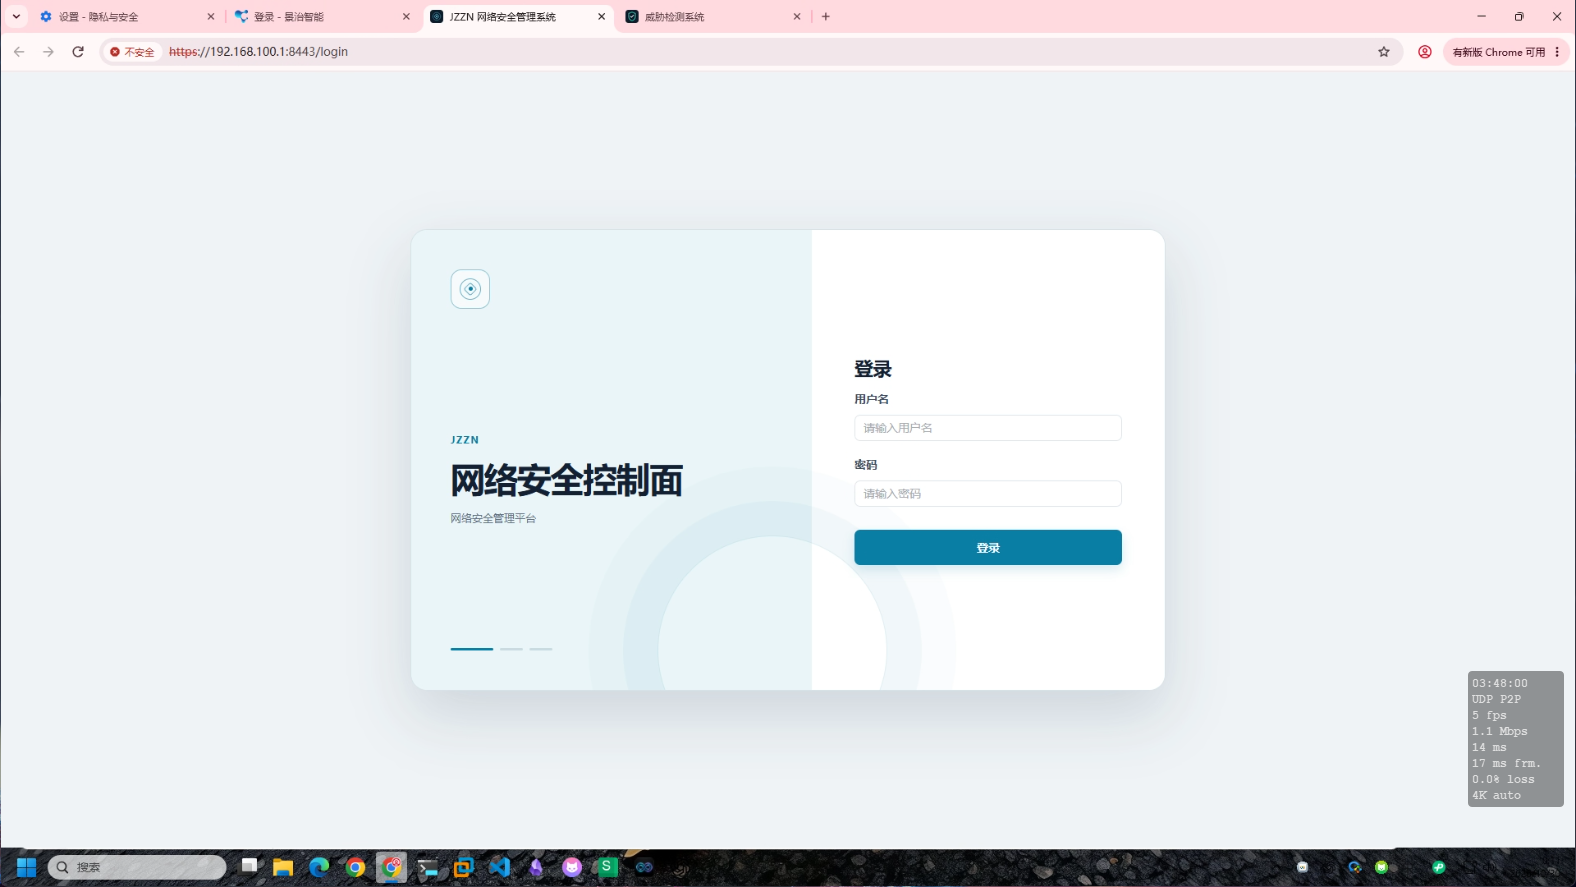 设置 - 隐私与安全
登录 - 景治智能
JZZN 网络安全管理系统
威胁检测系统
不安全
https://192.168.100.1:8443/login
有新版 Chrome 可用
JZZN
网络安全控制面
网络安全管理平台
登录
用户名
请输入用户名
密码
请输入密码
登录
03:48:00
UDP P2P
5 fps
1.1 Mbps
14 ms
17 ms frm.
0.0% loss
4K auto
搜索
S